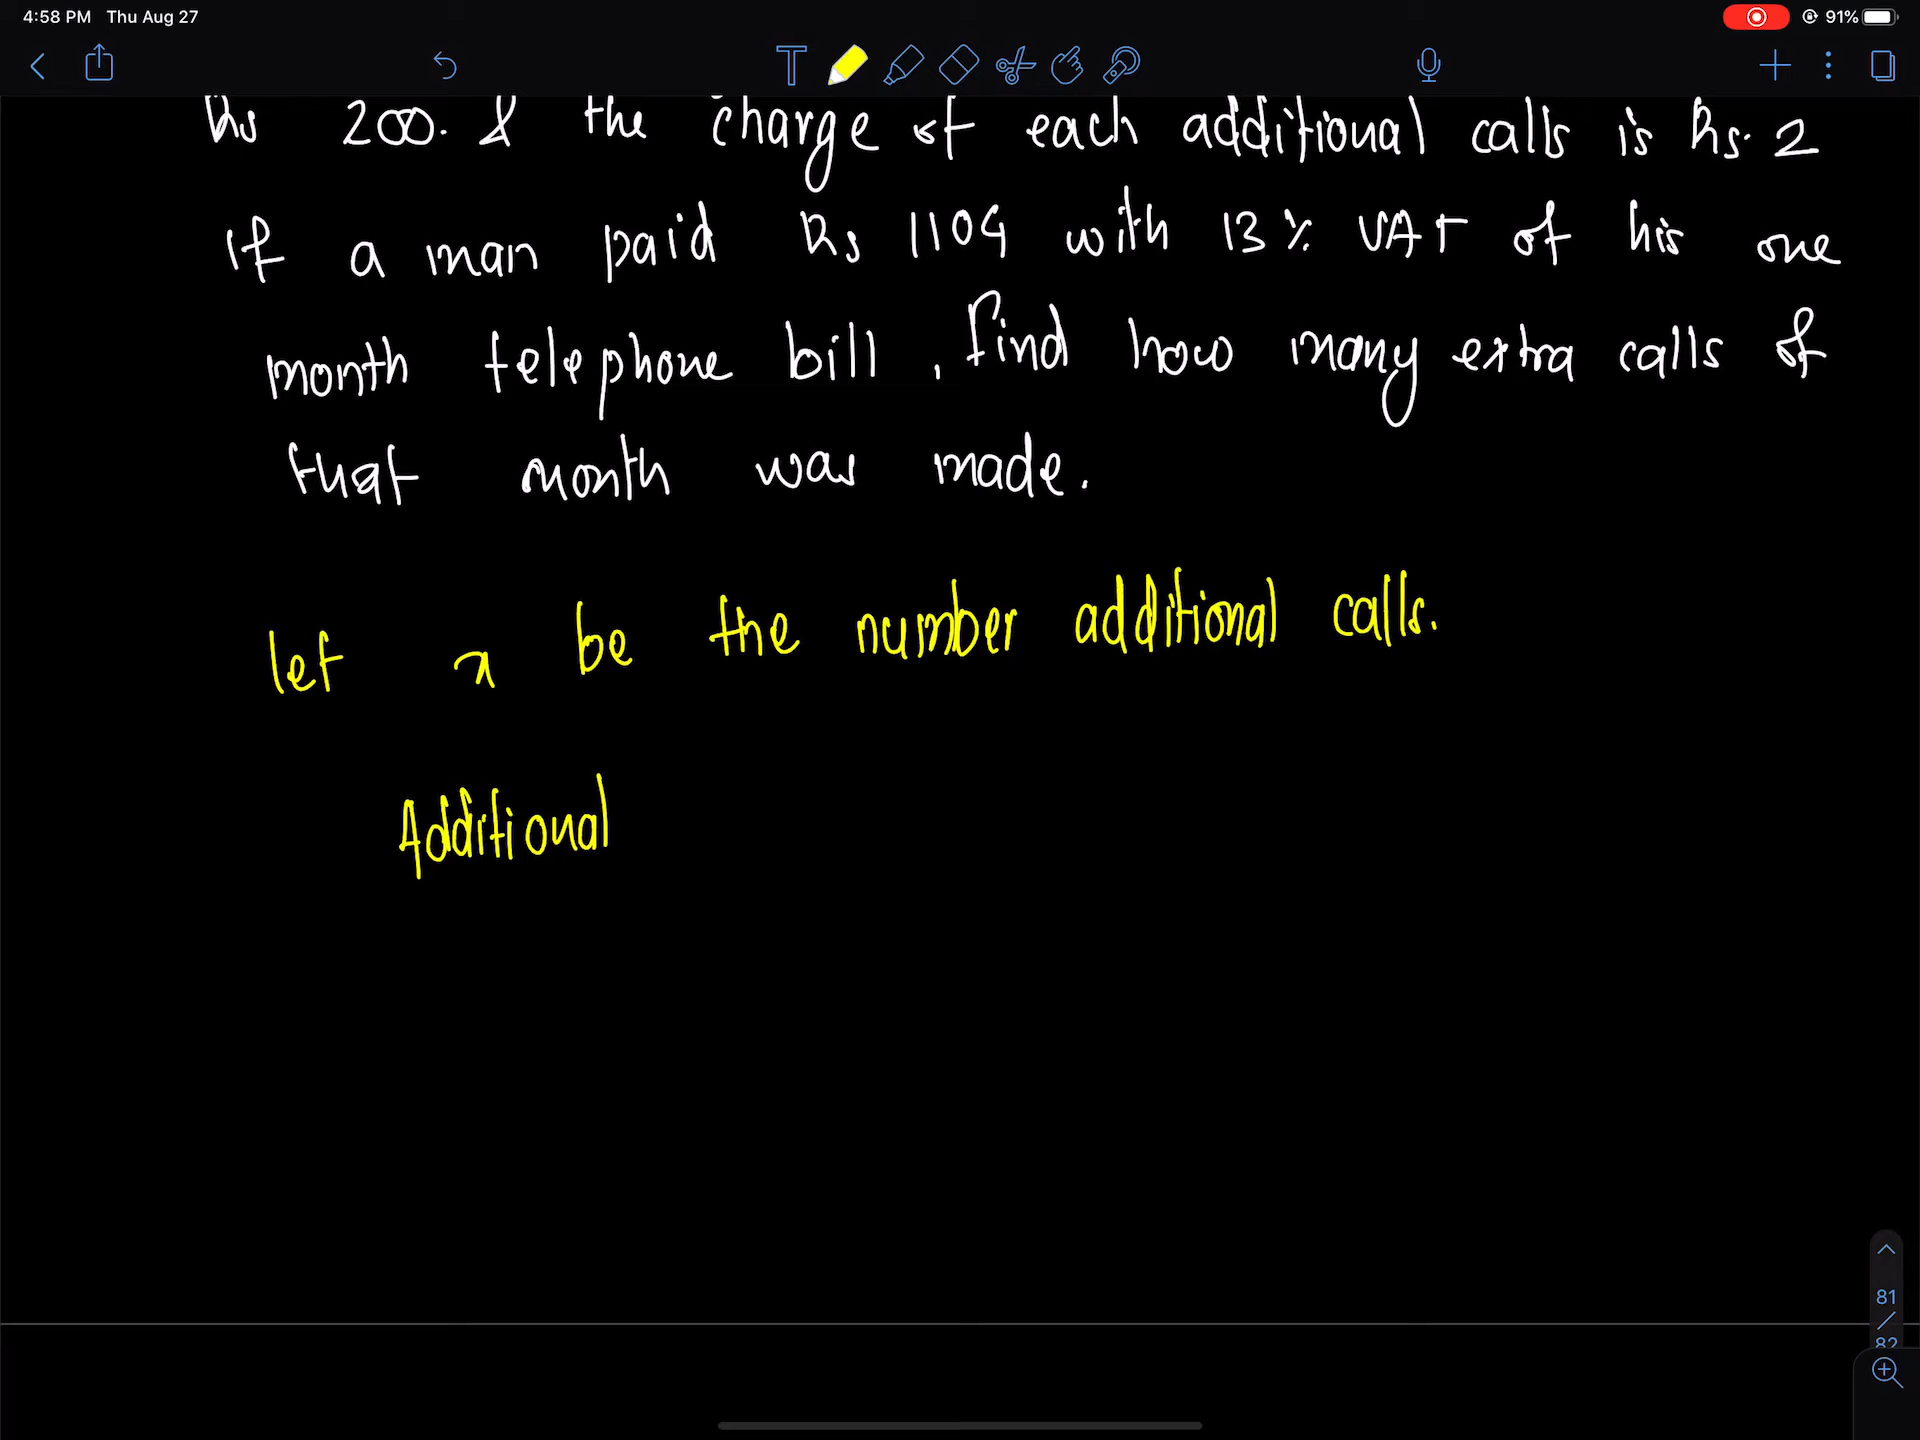 4:58 PM Thu Aug 27
91%
Rs 200. & the charge of each additional calls is Rs. 2
If a man paid Rs 1104 with 13% VAT of his one
month telephone bill, find how many extra calls of
that month was made.
let x be the number additional calls.
Additional
81
/
82